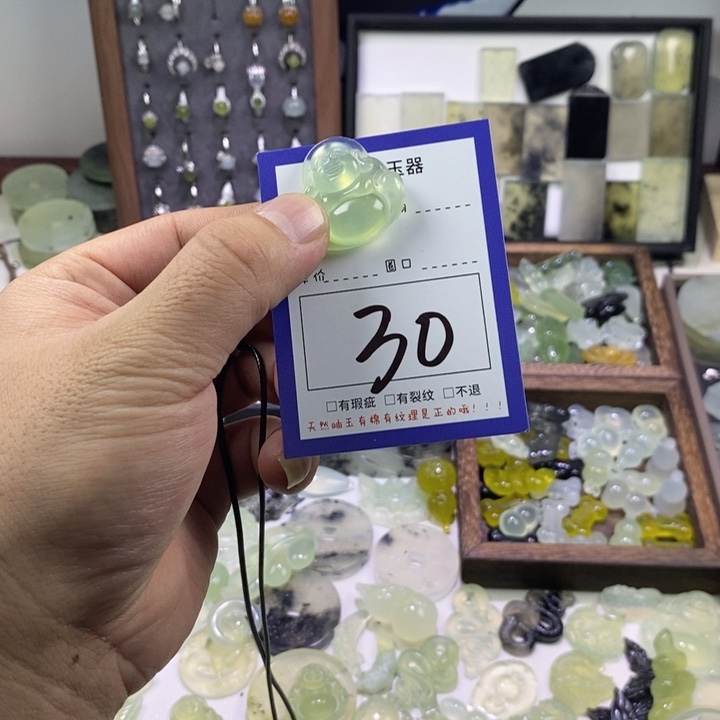 玉器
价 圈口
30
□有瑕疵 □有裂纹 □不退
天然岫玉有棉有纹理是正的哦！！！